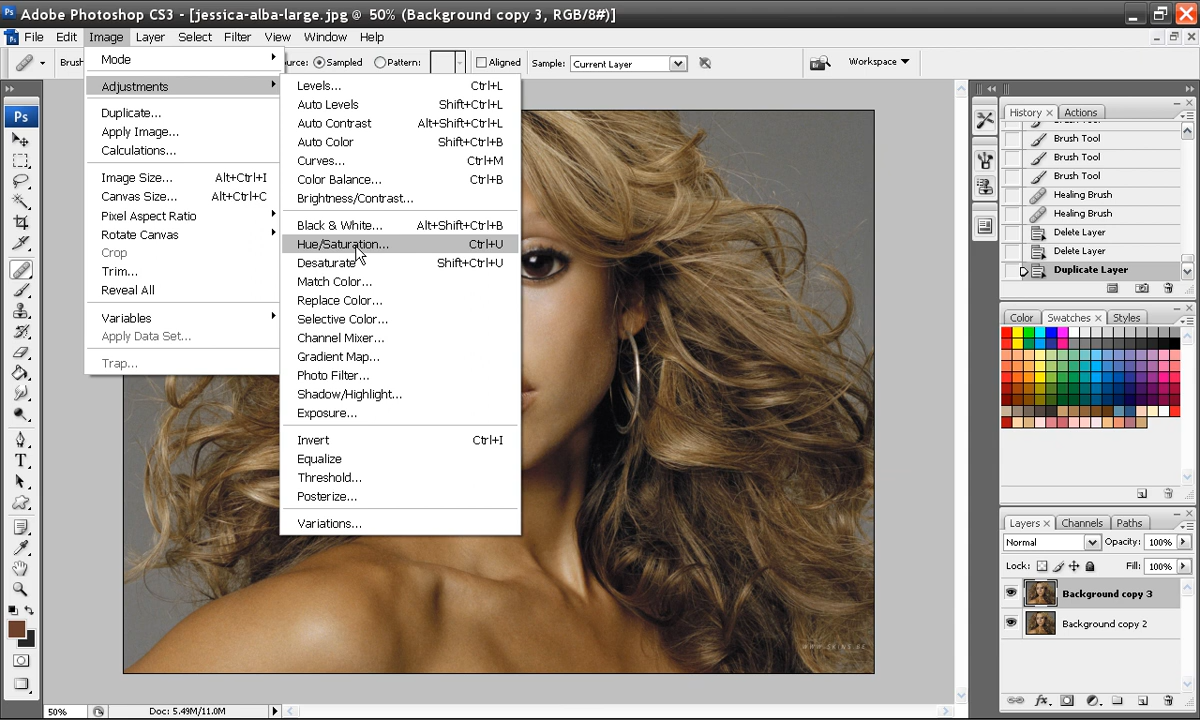 Adobe Photoshop CS3 - [jessica-alba-large.jpg @ 50% (Background copy 3, RGB/8#)]
File Edit Image Layer Select Filter View Window Help
Brush
Sampled Pattern: Aligned Sample: Current Layer Workspace
Mode
Adjustments
Duplicate...
Apply Image...
Calculations...
Image Size... Alt+Ctrl+I
Canvas Size... Alt+Ctrl+C
Pixel Aspect Ratio
Rotate Canvas
Crop
Trim...
Reveal All
Variables
Apply Data Set...
Trap...
Levels... Ctrl+L
Auto Levels Shift+Ctrl+L
Auto Contrast Alt+Shift+Ctrl+L
Auto Color Shift+Ctrl+B
Curves... Ctrl+M
Color Balance... Ctrl+B
Brightness/Contrast...
Black & White... Alt+Shift+Ctrl+B
Hue/Saturation... Ctrl+U
Desaturate Shift+Ctrl+U
Match Color...
Replace Color...
Selective Color...
Channel Mixer...
Gradient Map...
Photo Filter...
Shadow/Highlight...
Exposure...
Invert Ctrl+I
Equalize
Threshold...
Posterize...
Variations...
Ps
T
History × Actions
Brush Tool
Brush Tool
Brush Tool
Healing Brush
Healing Brush
Delete Layer
Delete Layer
Duplicate Layer
Color Swatches × Styles
Layers × Channels Paths
Normal Opacity: 100%
Lock: Fill: 100%
Background copy 3
Background copy 2
50% Doc: 5.49M/11.0M